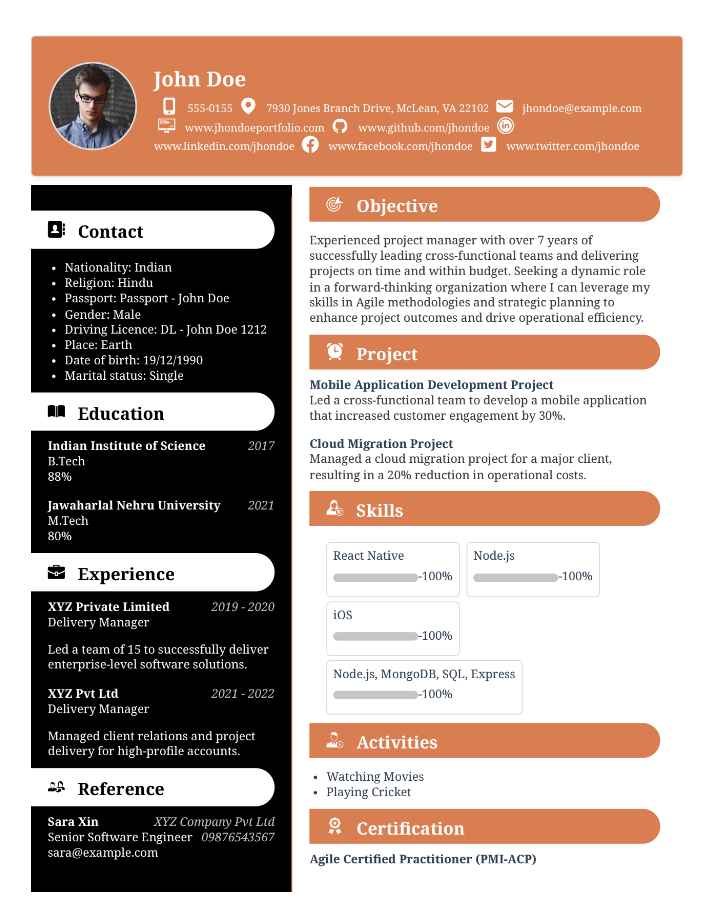 John Doe
555-0155 7930 Jones Branch Drive, McLean, VA 22102 jhondoe@example.com
www.jhondoeportfolio.com www.github.com/jhondoe
www.linkedin.com/jhondoe www.facebook.com/jhondoe www.twitter.com/jhondoe
Contact
• Nationality: Indian
• Religion: Hindu
• Passport: Passport - John Doe
• Gender: Male
• Driving Licence: DL - John Doe 1212
• Place: Earth
• Date of birth: 19/12/1990
• Marital status: Single
Education
Indian Institute of Science 2017
B.Tech
88%
Jawaharlal Nehru University 2021
M.Tech
80%
Experience
XYZ Private Limited 2019 - 2020
Delivery Manager
Led a team of 15 to successfully deliver
enterprise-level software solutions.
XYZ Pvt Ltd 2021 - 2022
Delivery Manager
Managed client relations and project
delivery for high-profile accounts.
Reference
Sara Xin XYZ Company Pvt Ltd
Senior Software Engineer 09876543567
sara@example.com
Objective
Experienced project manager with over 7 years of
successfully leading cross-functional teams and delivering
projects on time and within budget. Seeking a dynamic role
in a forward-thinking organization where I can leverage my
skills in Agile methodologies and strategic planning to
enhance project outcomes and drive operational efficiency.
Project
Mobile Application Development Project
Led a cross-functional team to develop a mobile application
that increased customer engagement by 30%.
Cloud Migration Project
Managed a cloud migration project for a major client,
resulting in a 20% reduction in operational costs.
Skills
React Native Node.js
-100% -100%
iOS
-100%
Node.js, MongoDB, SQL, Express
-100%
Activities
• Watching Movies
• Playing Cricket
Certification
Agile Certified Practitioner (PMI-ACP)